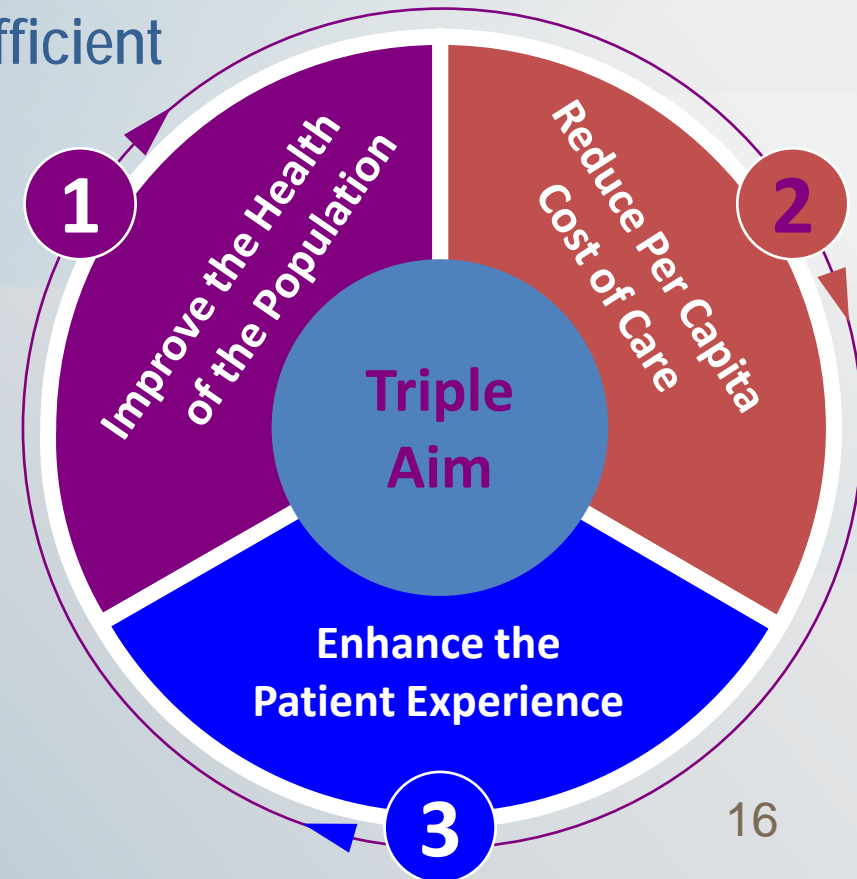 1
Improve the Health
of the Population
2
Reduce Per Capita
Cost of Care
Triple
Aim
Enhance the
Patient Experience
3
16